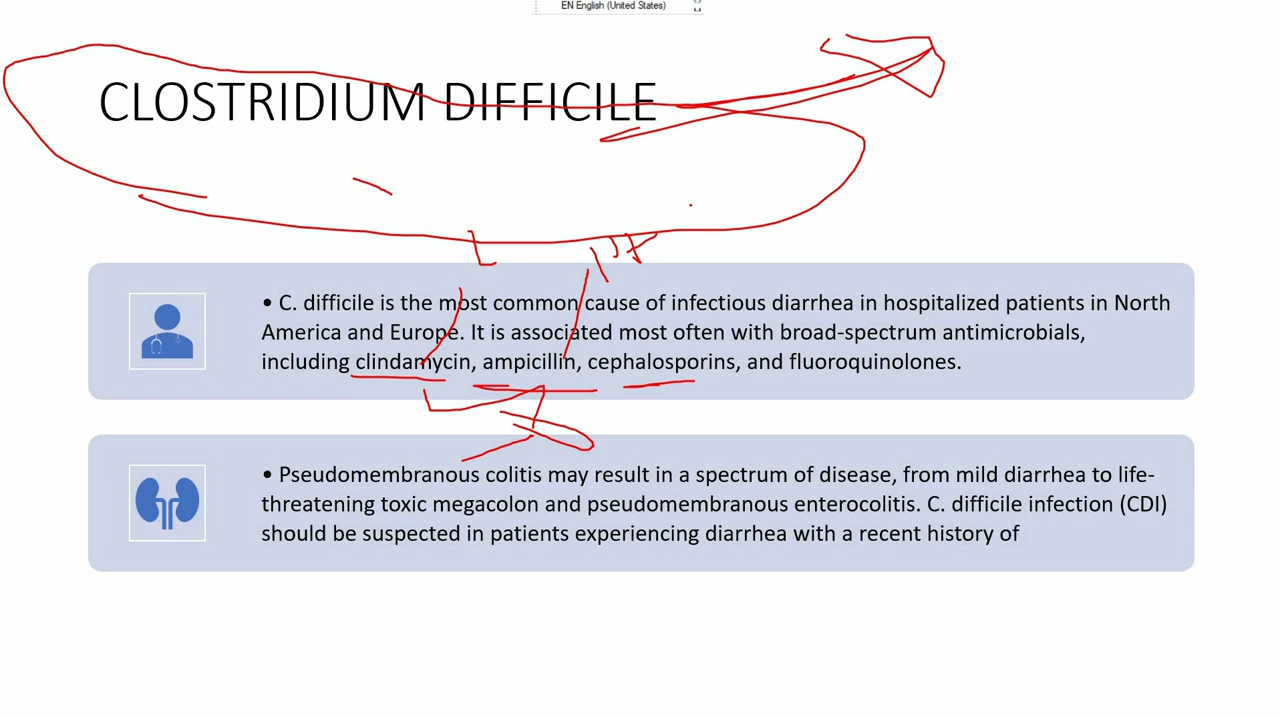 EN English (United States)
CLOSTRIDIUM DIFFICILE
• C. difficile is the most common cause of infectious diarrhea in hospitalized patients in North
America and Europe. It is associated most often with broad-spectrum antimicrobials,
including clindamycin, ampicillin, cephalosporins, and fluoroquinolones.
• Pseudomembranous colitis may result in a spectrum of disease, from mild diarrhea to life-
threatening toxic megacolon and pseudomembranous enterocolitis. C. difficile infection (CDI)
should be suspected in patients experiencing diarrhea with a recent history of